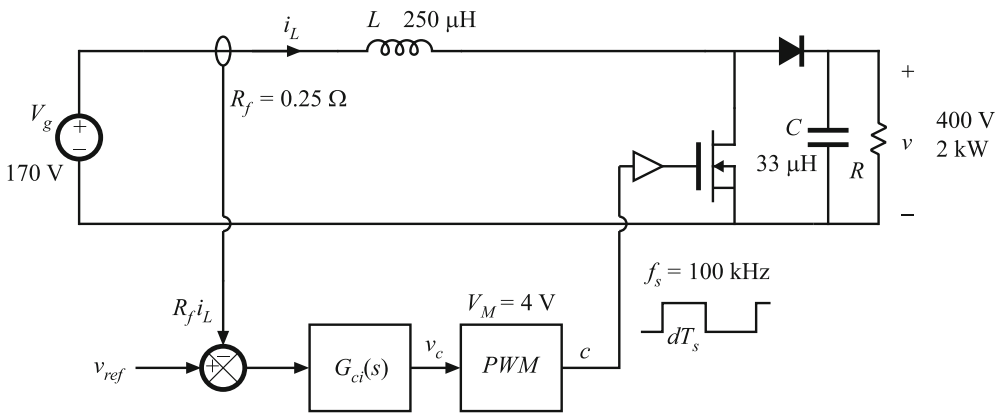 i_L
L 250 μH
R_f = 0.25 Ω
V_g
+
−
170 V
C
33 μH
R
+
v
−
400 V
2 kW
f_s = 100 kHz
dT_s
R_f i_L
V_M = 4 V
v_ref
+
−
G_ci(s)
v_c
PWM
c